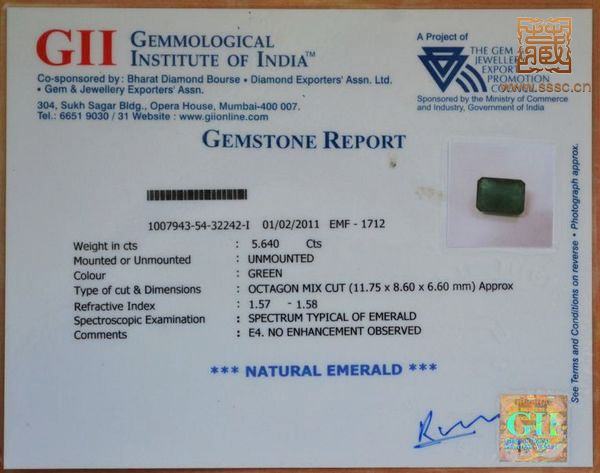 GII GEMMOLOGICAL
INSTITUTE OF INDIA™
Co-sponsored by: Bharat Diamond Bourse • Diamond Exporters' Assn. Ltd.
• Gem & Jewellery Exporters' Assn.
304, Sukh Sagar Bldg., Opera House, Mumbai-400 007.
Tel.: 6651 9030 / 31 Website : www.giionline.com
A Project of
THE GEM
JEWELLERY
EXPORT
PROMOTION
COUNCIL
Sponsored by the Ministry of Commerce
and Industry, Government of India
藏
www.sssc.cn
GEMSTONE REPORT
1007943-54-32242-I 01/02/2011 EMF - 1712
Weight in cts : 5.640 Cts
Mounted or Unmounted : UNMOUNTED
Colour : GREEN
Type of cut & Dimensions : OCTAGON MIX CUT (11.75 x 8.60 x 6.60 mm) Approx
Refractive Index : 1.57 - 1.58
Spectroscopic Examination : SPECTRUM TYPICAL OF EMERALD
Comments : E4. NO ENHANCEMENT OBSERVED
*** NATURAL EMERALD ***
See Terms and Conditions on reverse • Photograph approx.
GII